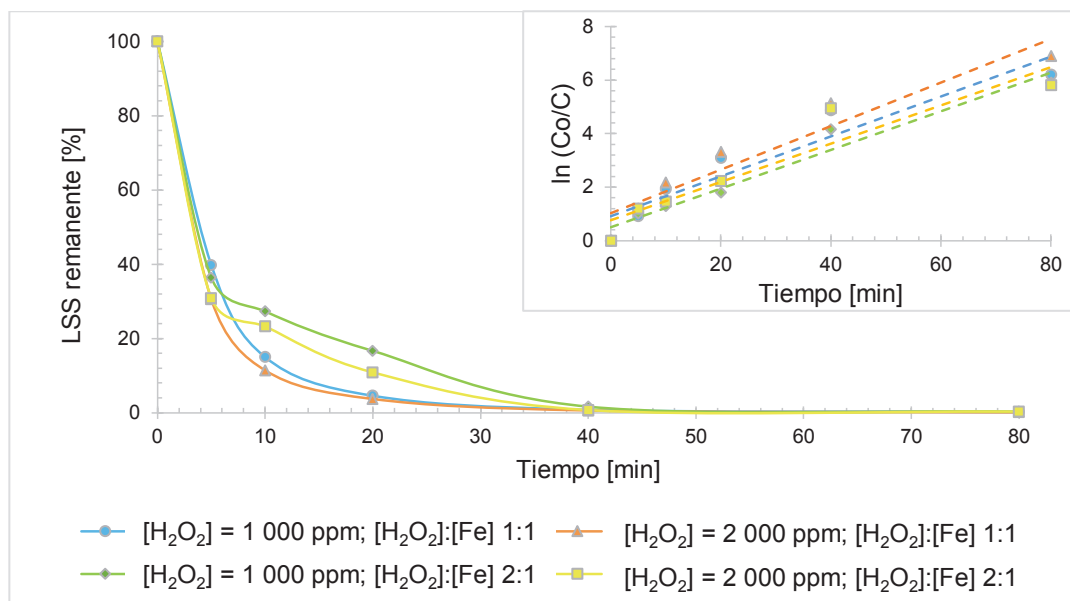 100
80
60
40
20
0
LSS remanente [%]
0 10 20 30 40 50 60 70 80
Tiempo [min]
8
6
4
2
0
ln (Co/C)
0 20 40 60 80
Tiempo [min]
[H₂O₂] = 1 000 ppm; [H₂O₂]:[Fe] 1:1
[H₂O₂] = 2 000 ppm; [H₂O₂]:[Fe] 1:1
[H₂O₂] = 1 000 ppm; [H₂O₂]:[Fe] 2:1
[H₂O₂] = 2 000 ppm; [H₂O₂]:[Fe] 2:1